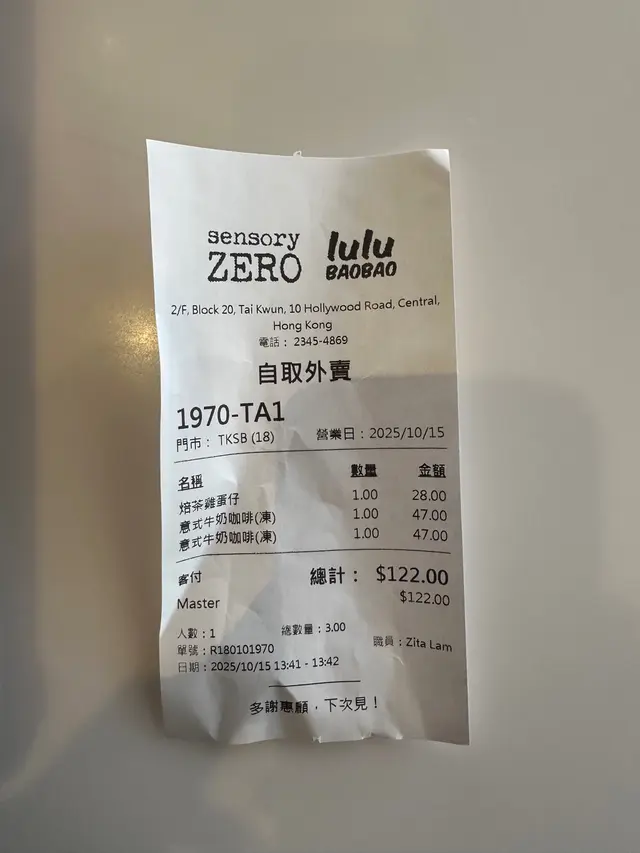 sensory ZERO lulu BAOBAO
2/F, Block 20, Tai Kwun, 10 Hollywood Road, Central,
Hong Kong
電話： 2345-4869
自取外賣
1970-TA1
門市： TKSB (18) 營業日：2025/10/15
名稱 數量 金額
焙茶雞蛋仔 1.00 28.00
意式牛奶咖啡(凍) 1.00 47.00
意式牛奶咖啡(凍) 1.00 47.00
客付 總計： $122.00
Master $122.00
人數：1 總數量：3.00
單號：R180101970 職員：Zita Lam
日期：2025/10/15 13:41 - 13:42
多謝惠顧，下次見！